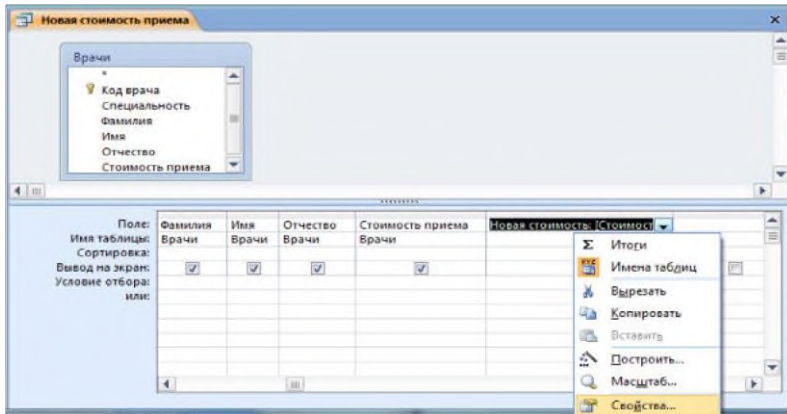 Новая стоимость приема
Врачи
*
Код врача
Специальность
Фамилия
Имя
Отчество
Стоимость приема
Поле: Фамилия Имя Отчество Стоимость приема Новая стоимость: [Стоимост
Имя таблицы: Врачи Врачи Врачи Врачи
Сортировка:
Вывод на экран:
Условие отбора:
или:
Σ Итоги
XYZ Имена таблиц
Вырезать
Копировать
Вставить
Построить...
Масштаб...
Свойства...